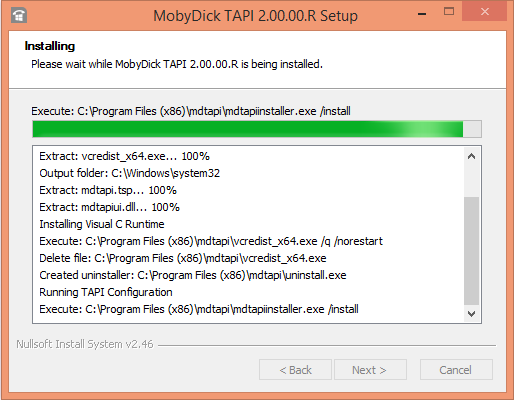 MobyDick TAPI 2.00.00.R Setup
Installing
Please wait while MobyDick TAPI 2.00.00.R is being installed.
Execute: C:\Program Files (x86)\mdtapi\mdtapiinstaller.exe /install
Extract: vcredist_x64.exe... 100%
Output folder: C:\Windows\system32
Extract: mdtapi.tsp... 100%
Extract: mdtapiui.dll... 100%
Installing Visual C Runtime
Execute: C:\Program Files (x86)\mdtapi\vcredist_x64.exe /q /norestart
Delete file: C:\Program Files (x86)\mdtapi\vcredist_x64.exe
Created uninstaller: C:\Program Files (x86)\mdtapi\uninstall.exe
Running TAPI Configuration
Execute: C:\Program Files (x86)\mdtapi\mdtapiinstaller.exe /install
Nullsoft Install System v2.46
< Back
Next >
Cancel